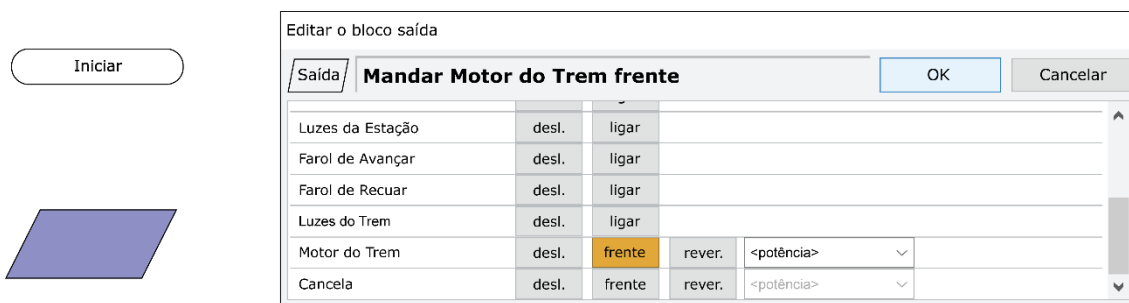 Iniciar
Editar o bloco saída
Saída Mandar Motor do Trem frente OK Cancelar
Luzes da Estação desl. ligar
Farol de Avançar desl. ligar
Farol de Recuar desl. ligar
Luzes do Trem desl. ligar
Motor do Trem desl. frente rever. <potência>
Cancela desl. frente rever. <potência>